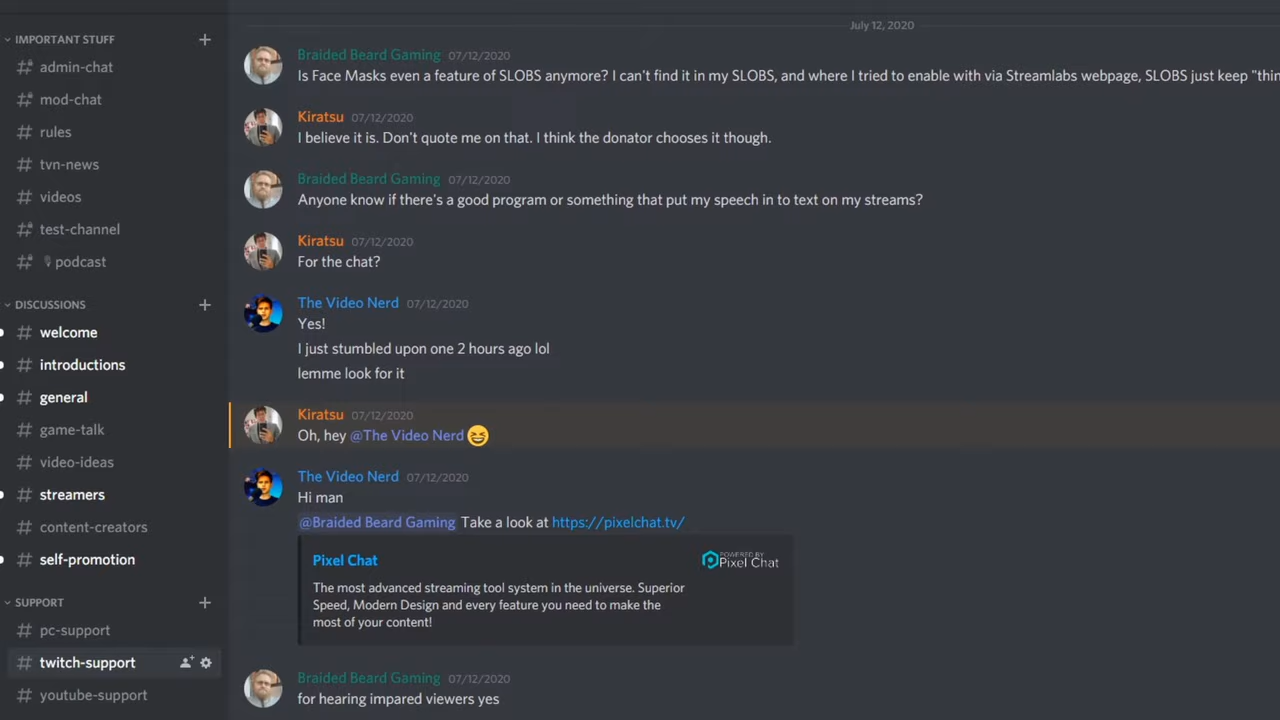 IMPORTANT STUFF
admin-chat
mod-chat
rules
tvn-news
videos
test-channel
podcast
DISCUSSIONS
welcome
introductions
general
game-talk
video-ideas
streamers
content-creators
self-promotion
SUPPORT
pc-support
twitch-support
youtube-support
July 12, 2020
Braided Beard Gaming 07/12/2020
Is Face Masks even a feature of SLOBS anymore? I can't find it in my SLOBS, and where I tried to enable with via Streamlabs webpage, SLOBS just keep "thin
Kiratsu 07/12/2020
I believe it is. Don't quote me on that. I think the donator chooses it though.
Braided Beard Gaming 07/12/2020
Anyone know if there's a good program or something that put my speech in to text on my streams?
Kiratsu 07/12/2020
For the chat?
The Video Nerd 07/12/2020
Yes!
I just stumbled upon one 2 hours ago lol
lemme look for it
Kiratsu 07/12/2020
Oh, hey @The Video Nerd 😆
The Video Nerd 07/12/2020
Hi man
@Braided Beard Gaming Take a look at https://pixelchat.tv/
Pixel Chat
POWERED BY
Pixel Chat
The most advanced streaming tool system in the universe. Superior
Speed, Modern Design and every feature you need to make the
most of your content!
Braided Beard Gaming 07/12/2020
for hearing impared viewers yes